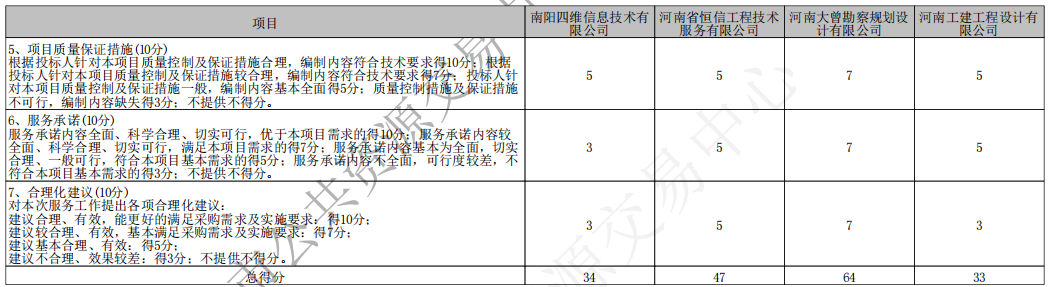 项目
南阳四维信息技术有
限公司
河南省恒信工程技术
服务有限公司
河南大曾勘察规划设
计有限公司
河南工建工程设计有
限公司
5、项目质量保证措施(10分)
根据投标人针对本项目质量控制及保证措施合理，编制内容符合技术要求得10分；根据
投标人针对本项目质量控制及保证措施较合理，编制内容符合技术要求得7分；投标人针
对本项目质量控制及保证措施一般，编制内容基本全面得5分；质量控制措施及保证措施
不可行，编制内容缺失得3分；不提供不得分。
5
5
7
5
6、服务承诺(10分)
服务承诺内容全面、科学合理、切实可行，优于本项目需求的得10分；服务承诺内容较
全面、科学合理、切实可行，满足本项目需求的得7分；服务承诺内容基本为全面，切实
合理、一般可行，符合本项目基本需求的得5分；服务承诺内容不全面，可行度较差，不
符合本项目基本需求的得3分；不提供不得分。
3
5
7
5
7、合理化建议(10分)
对本次服务工作提出各项合理化建议：
建议合理、有效，能更好的满足采购需求及实施要求：得10分；
建议较合理、有效，基本满足采购需求及实施要求：得7分；
建议基本合理、有效：得5分；
建议不合理、效果较差：得3分；不提供不得分。
3
5
7
3
总得分
34
47
64
33
市公共资源交易中
源交易中心